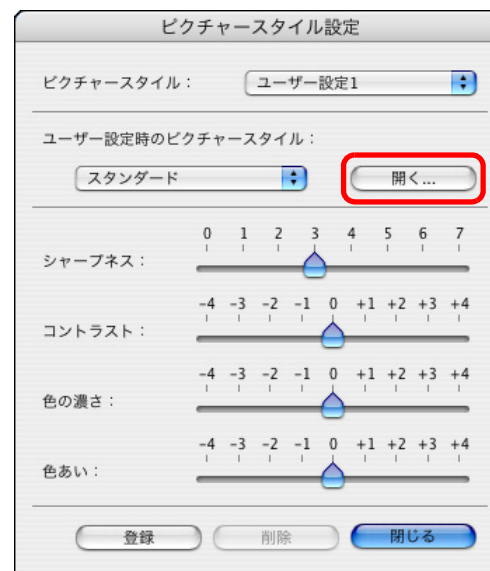 ピクチャースタイル設定
ピクチャースタイル： ユーザー設定1
ユーザー設定時のピクチャースタイル：
スタンダード 開く...
0 1 2 3 4 5 6 7
シャープネス：
-4 -3 -2 -1 0 +1 +2 +3 +4
コントラスト：
-4 -3 -2 -1 0 +1 +2 +3 +4
色の濃さ：
-4 -3 -2 -1 0 +1 +2 +3 +4
色あい：
登録 削除 閉じる